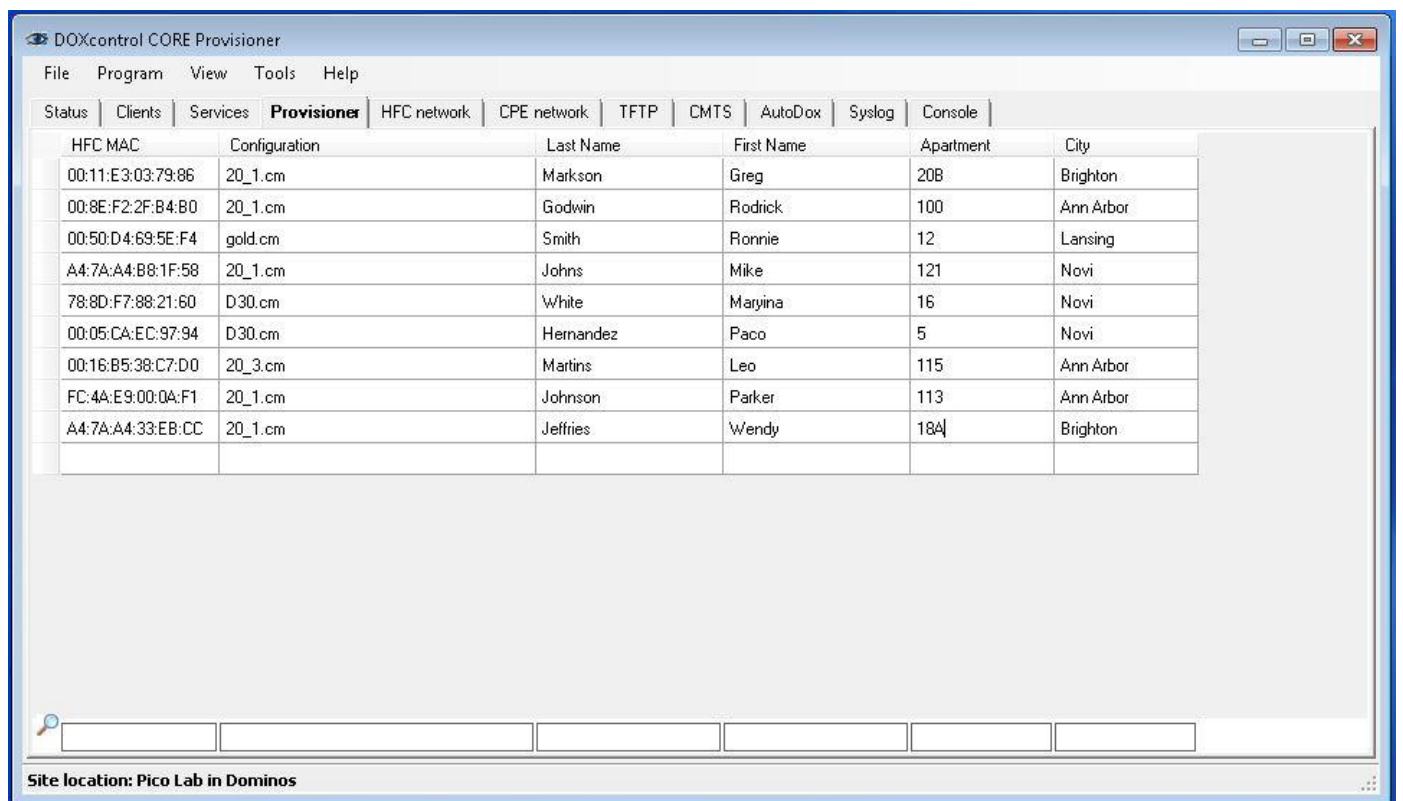 DOXcontrol CORE Provisioner
File Program View Tools Help
Status Clients Services Provisioner HFC network CPE network TFTP CMTS AutoDox Syslog Console
HFC MAC Configuration Last Name First Name Apartment City
00:11:E3:03:79:86 20_1.cm Markson Greg 20B Brighton
00:8E:F2:2F:B4:B0 20_1.cm Godwin Rodrick 100 Ann Arbor
00:50:D4:69:5E:F4 gold.cm Smith Ronnie 12 Lansing
A4:7A:A4:B8:1F:58 20_1.cm Johns Mike 121 Novi
78:8D:F7:88:21:60 D30.cm White Maryina 16 Novi
00:05:CA:EC:97:94 D30.cm Hernandez Paco 5 Novi
00:16:B5:38:C7:D0 20_3.cm Martins Leo 115 Ann Arbor
FC:4A:E9:00:0A:F1 20_1.cm Johnson Parker 113 Ann Arbor
A4:7A:A4:33:EB:CC 20_1.cm Jeffries Wendy 18A Brighton
Site location: Pico Lab in Dominos